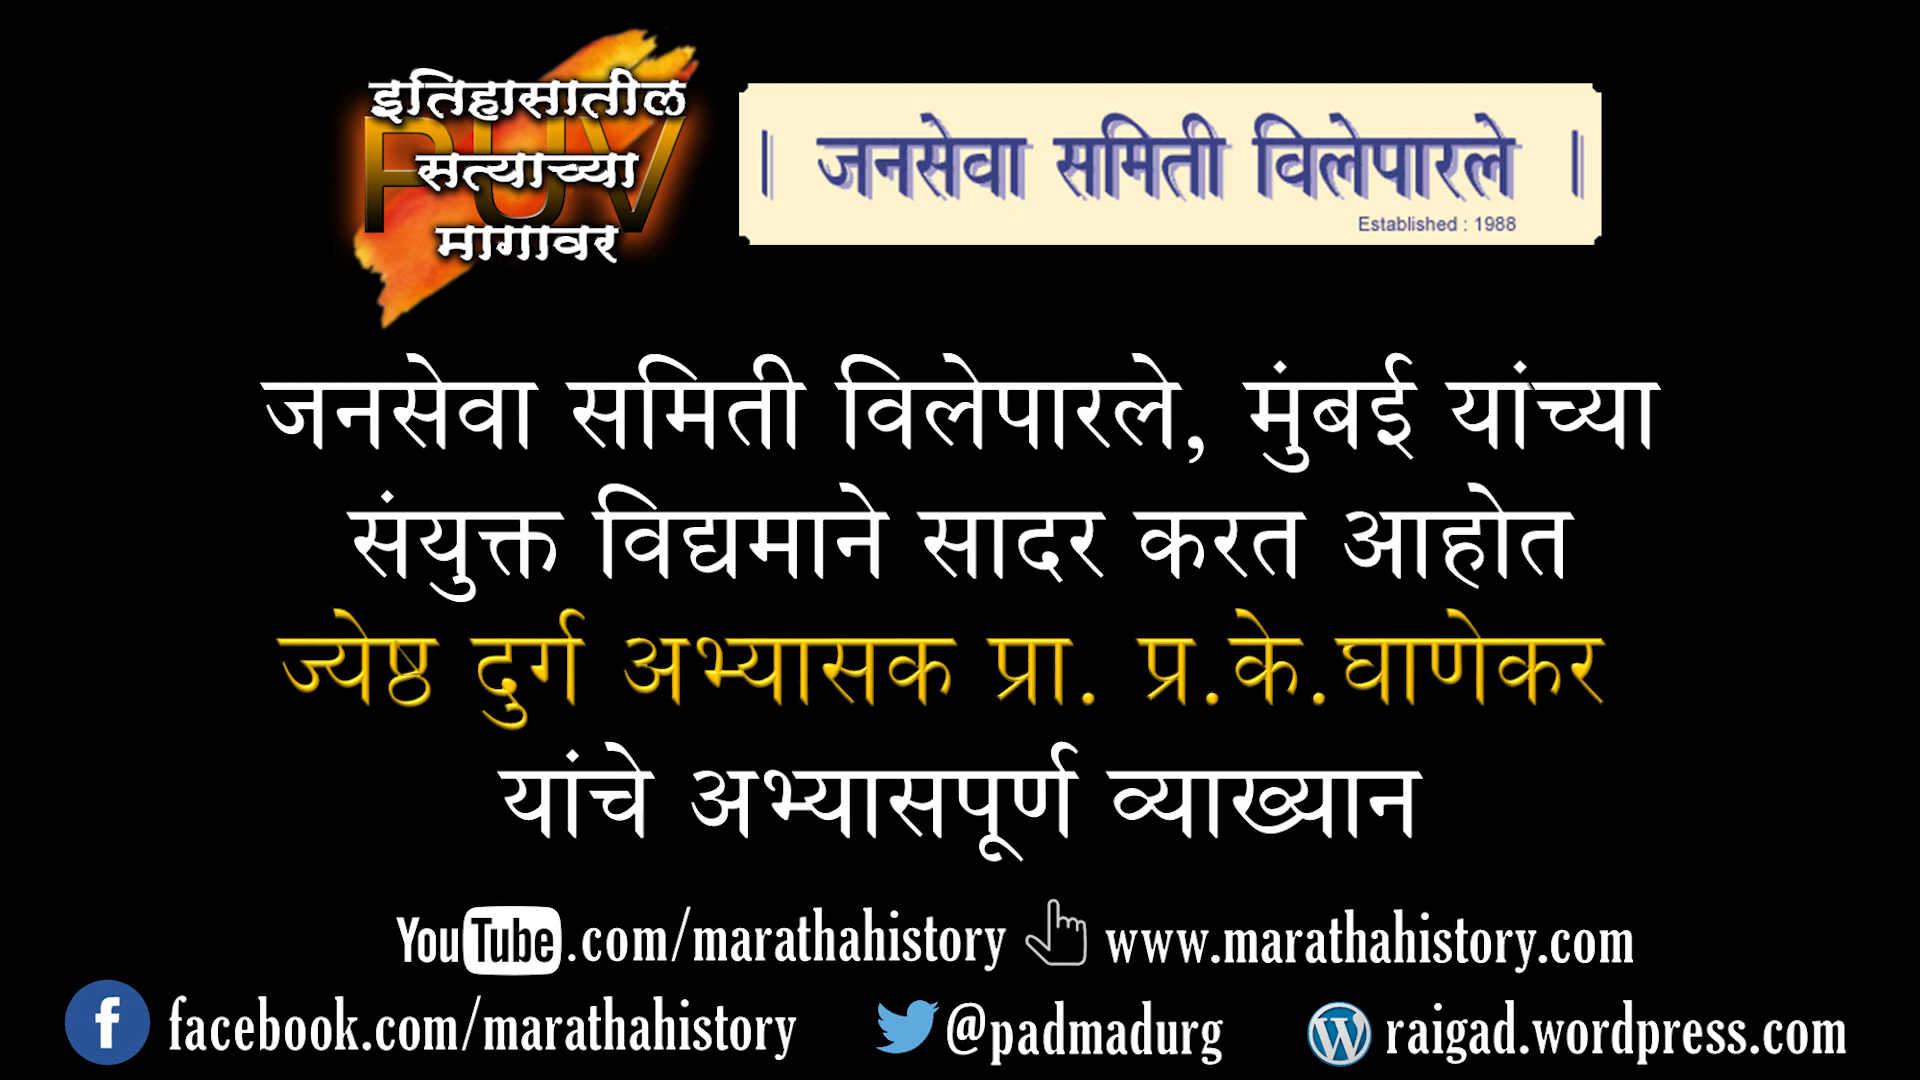 इतिहासातील
PUV
सत्याच्या
मागावर
। जनसेवा समिती विलेपारले ।
Established : 1988
जनसेवा समिती विलेपारले, मुंबई यांच्या
संयुक्त विद्यमाने सादर करत आहोत
ज्येष्ठ दुर्ग अभ्यासक प्रा. प्र.के.घाणेकर
यांचे अभ्यासपूर्ण व्याख्यान
YouTube.com/marathahistory www.marathahistory.com
f facebook.com/marathahistory @padmadurg raigad.wordpress.com